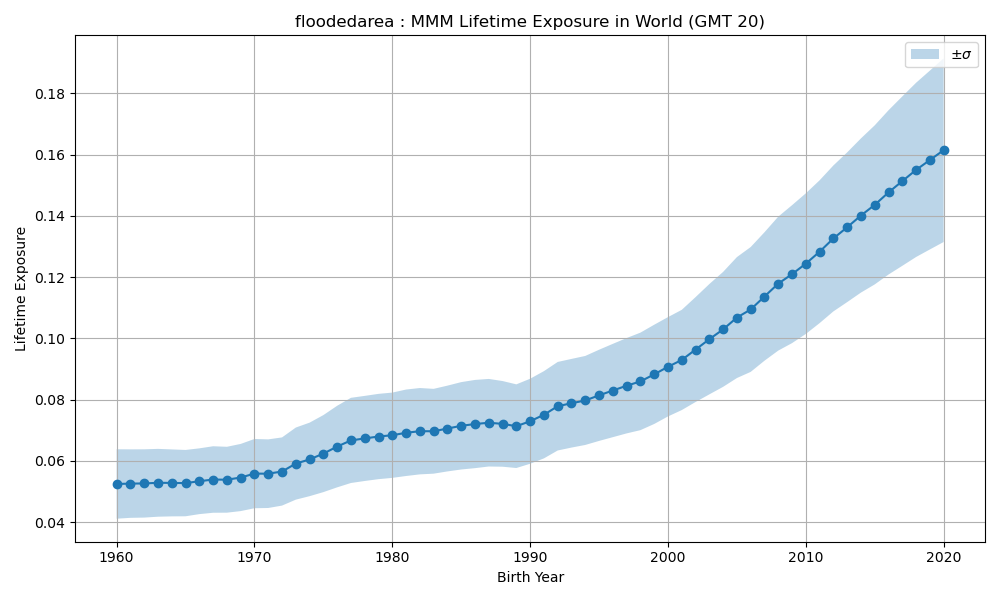 floodedarea : MMM Lifetime Exposure in World (GMT 20)
±σ
0.18
0.16
0.14
0.12
0.10
0.08
0.06
0.04
Lifetime Exposure
1960 1970 1980 1990 2000 2010 2020
Birth Year